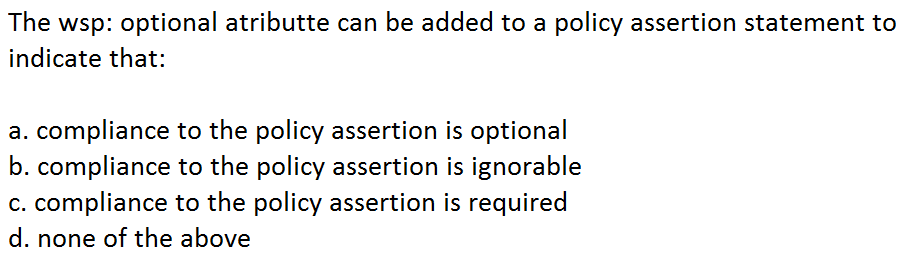 The wsp: optional atributte can be added to a policy assertion statement to
indicate that:
a. compliance to the policy assertion is optional
b. compliance to the policy assertion is ignorable
c. compliance to the policy assertion is required
d. none of the above